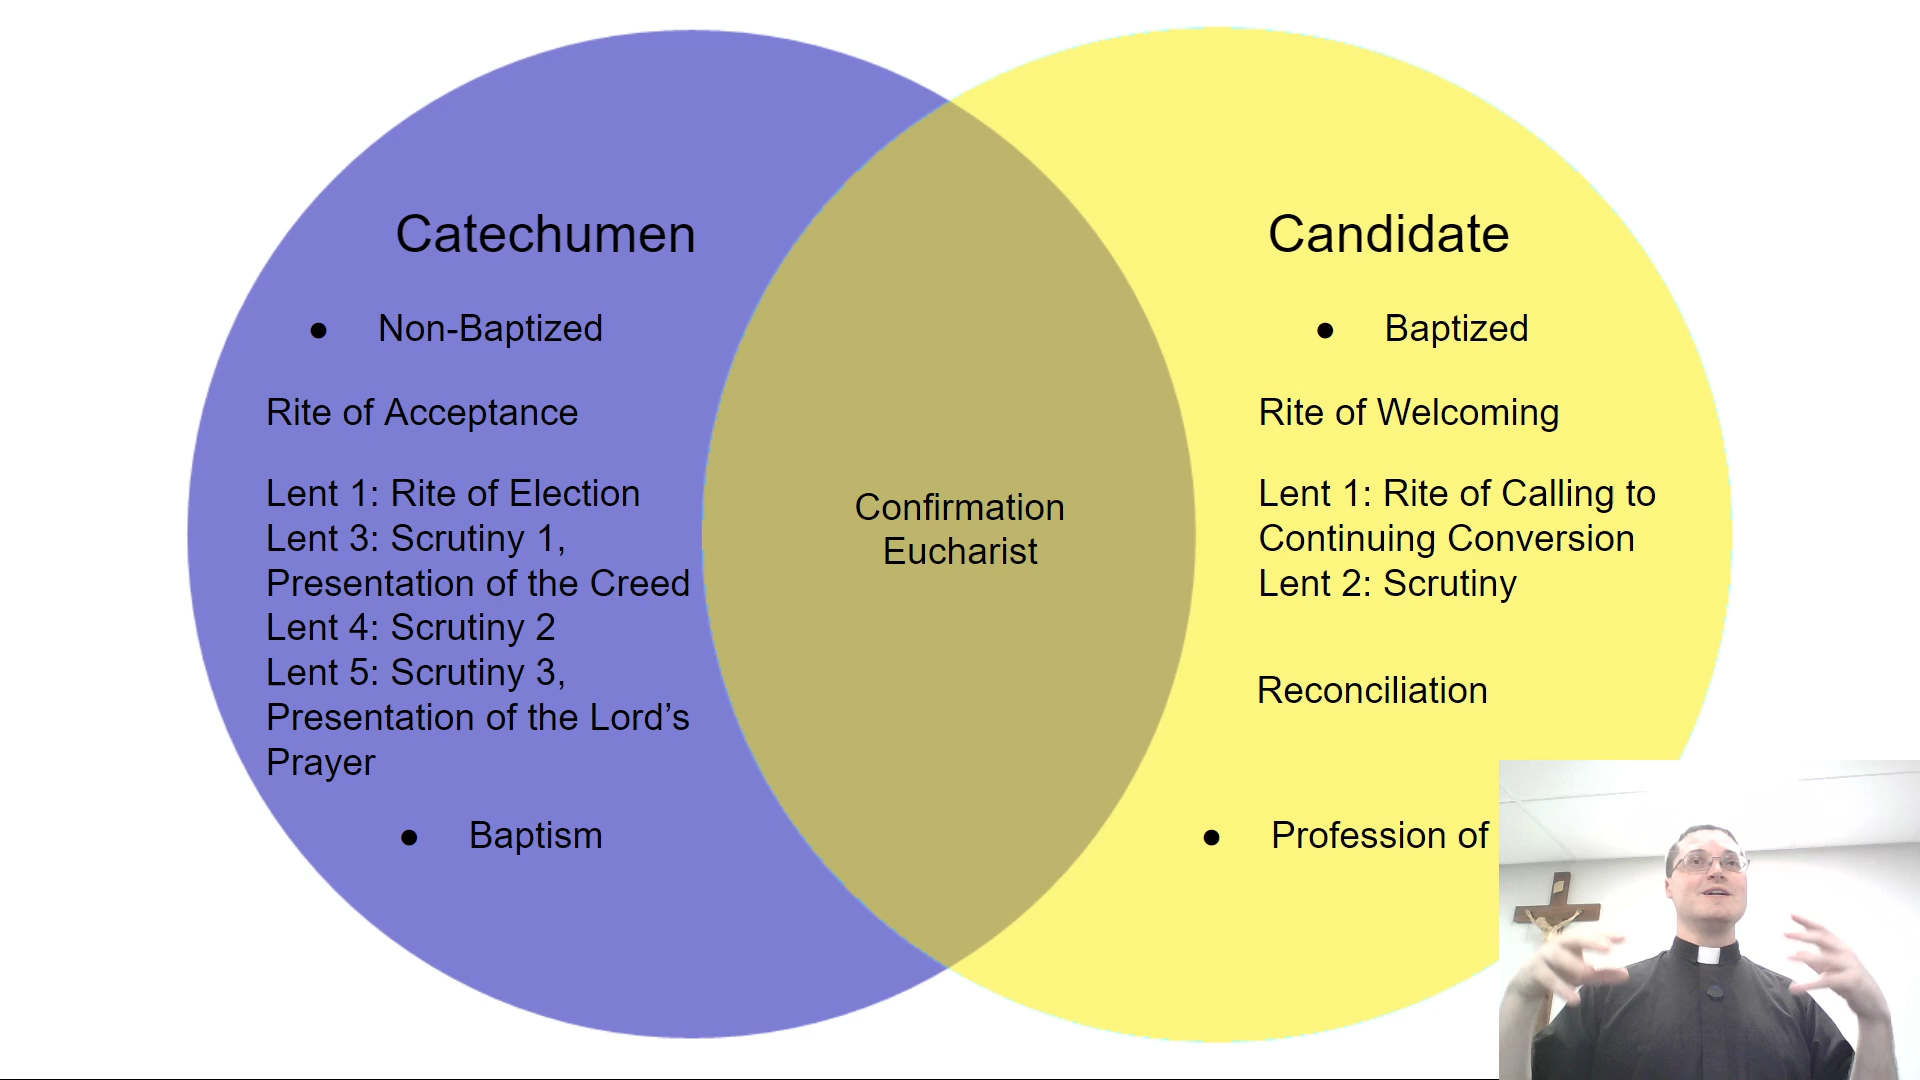 Catechumen
● Non-Baptized
Rite of Acceptance
Lent 1: Rite of Election
Lent 3: Scrutiny 1,
Presentation of the Creed
Lent 4: Scrutiny 2
Lent 5: Scrutiny 3,
Presentation of the Lord’s
Prayer
● Baptism
Confirmation
Eucharist
Candidate
● Baptized
Rite of Welcoming
Lent 1: Rite of Calling to
Continuing Conversion
Lent 2: Scrutiny
Reconciliation
● Profession of